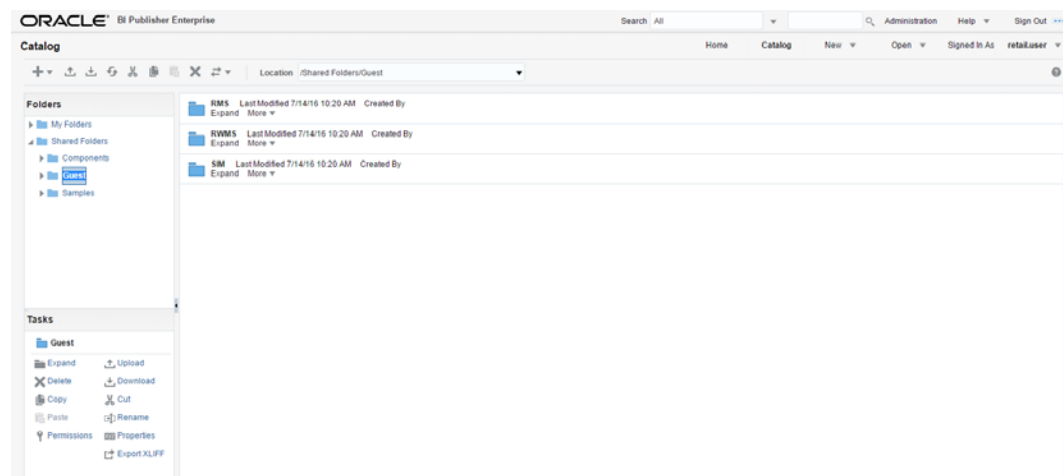 ORACLE BI Publisher Enterprise Search All Administration Help Sign Out
Catalog Home Catalog New Open Signed In As retail.user
Location /Shared Folders/Guest
Folders
My Folders
Shared Folders
Components
Guest
Samples
RMS Last Modified 7/14/16 10:20 AM Created By
Expand More
RWMS Last Modified 7/14/16 10:20 AM Created By
Expand More
SIM Last Modified 7/14/16 10:20 AM Created By
Expand More
Tasks
Guest
Expand Upload
Delete Download
Copy Cut
Paste Rename
Permissions Properties
Export XLIFF